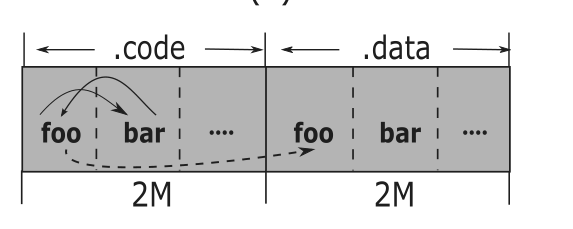 .code .data
foo bar .... foo bar ....
2M 2M